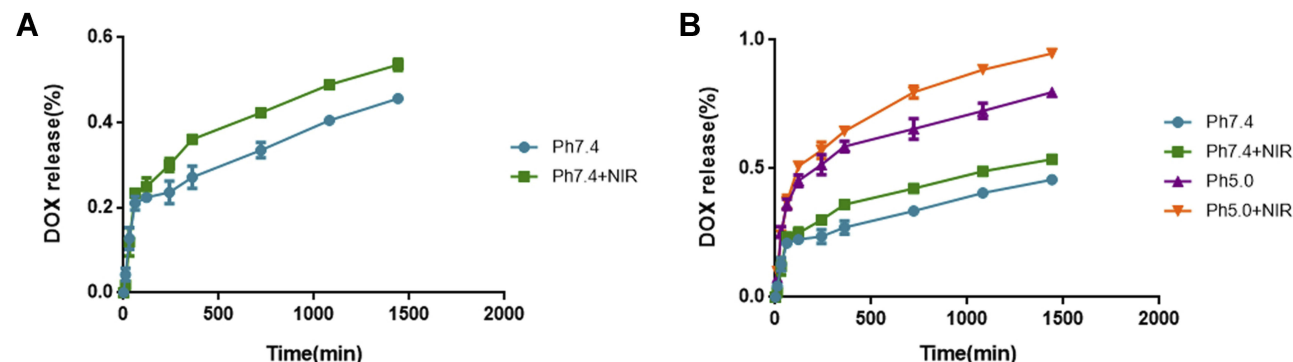 A
DOX release(%)
0.6
0.4
0.2
0.0
0
500
1000
1500
2000
Time(min)
Ph7.4
Ph7.4+NIR
B
DOX release(%)
1.0
0.5
0.0
0
500
1000
1500
2000
Time(min)
Ph7.4
Ph7.4+NIR
Ph5.0
Ph5.0+NIR